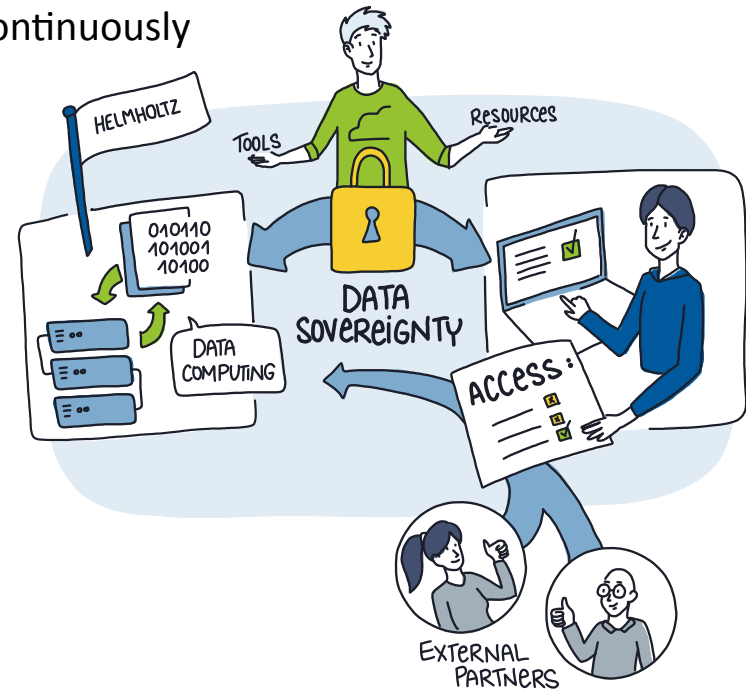 ontinuously
HELMHOLTZ
TOOLS
RESOURCES
010110
101001
10100
DATA
SOVEREIGNTY
DATA
COMPUTING
ACCESS:
EXTERNAL
PARTNERS